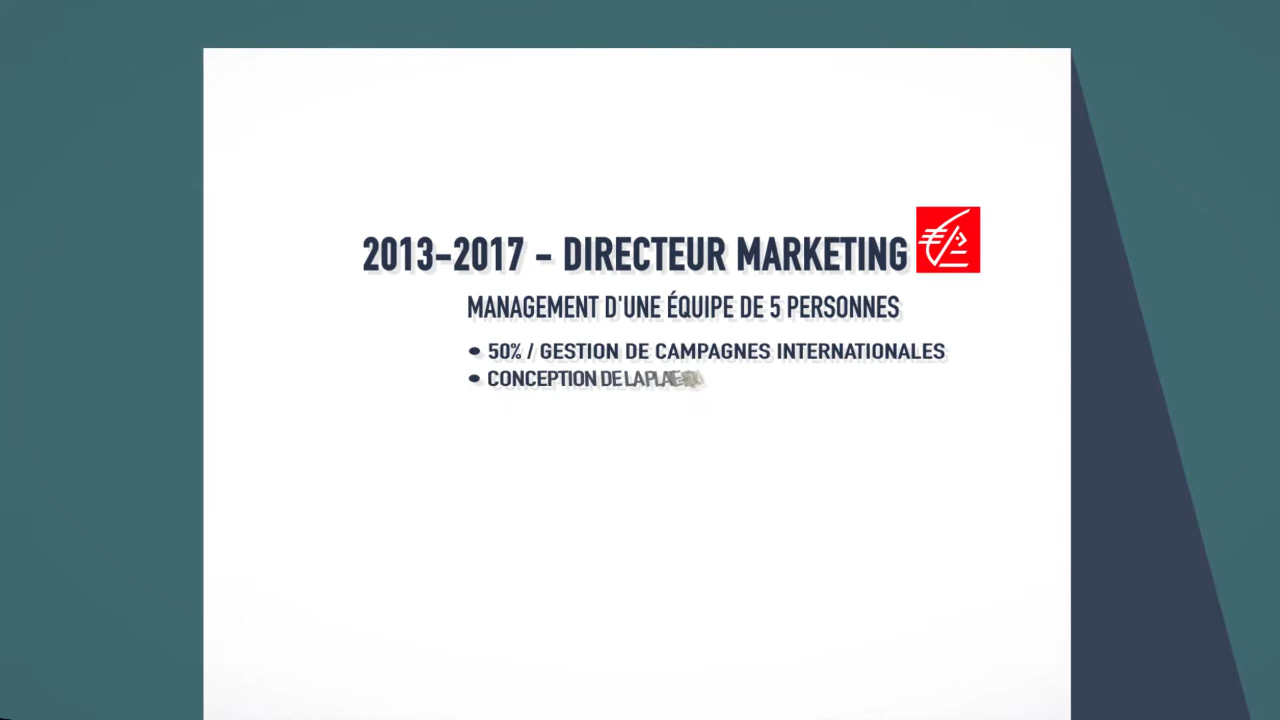 2013-2017 - DIRECTEUR MARKETING
MANAGEMENT D'UNE ÉQUIPE DE 5 PERSONNES
• 50% / GESTION DE CAMPAGNES INTERNATIONALES
• CONCEPTION DE LA